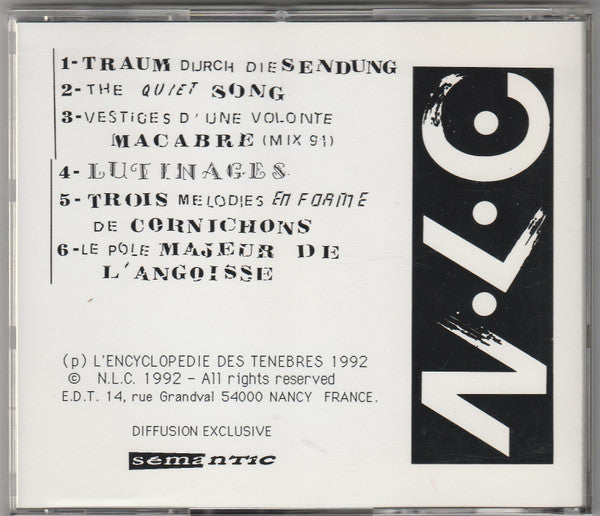 1- TRAUM DURCH DIE SENDUNG
2- THE QUIET SONG
3- VESTIGES D'UNE VOLONTE
MACABRE (MIX 91)
4- LUTINAGES
5- TROIS MELODIES EN FORME
DE CORNICHONS
6- LE POLE MAJEUR DE
L'ANGOISSE
(p) L'ENCYCLOPEDIE DES TENEBRES 1992
© N.L.C. 1992 - All rights reserved
E.D.T. 14, rue Grandval 54000 NANCY FRANCE.
DIFFUSION EXCLUSIVE
sémantic
N.L.C